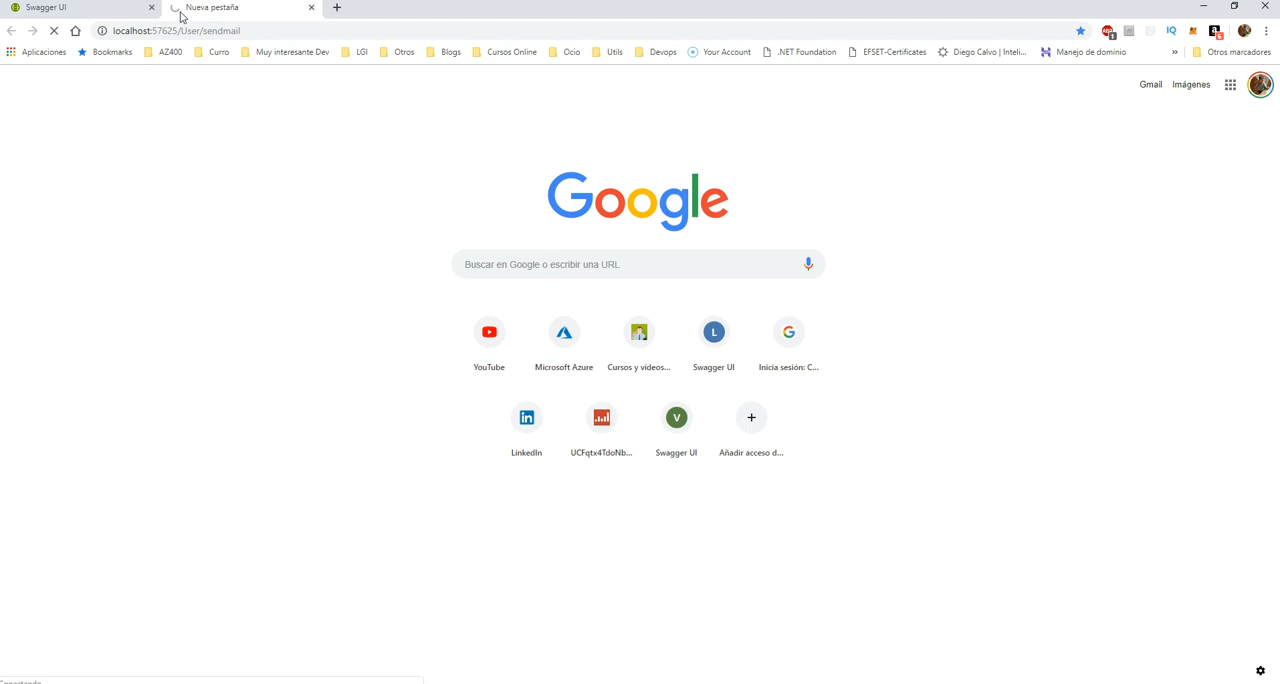 Swagger UI
Nueva pestaña
localhost:57625/User/sendmail
Aplicaciones Bookmarks AZ400 Curro Muy interesante Dev LGI Otros Blogs Cursos Online Ocio Utils Devops Your Account .NET Foundation EFSET-Certificates Diego Calvo | Inteli... Manejo de dominio » Otros marcadores
Gmail Imágenes
Google
Buscar en Google o escribir una URL
L
YouTube Microsoft Azure Cursos y vídeos... Swagger UI Inicia sesión: C...
in V
LinkedIn UCFqtx4TdoNb... Swagger UI Añadir acceso d...